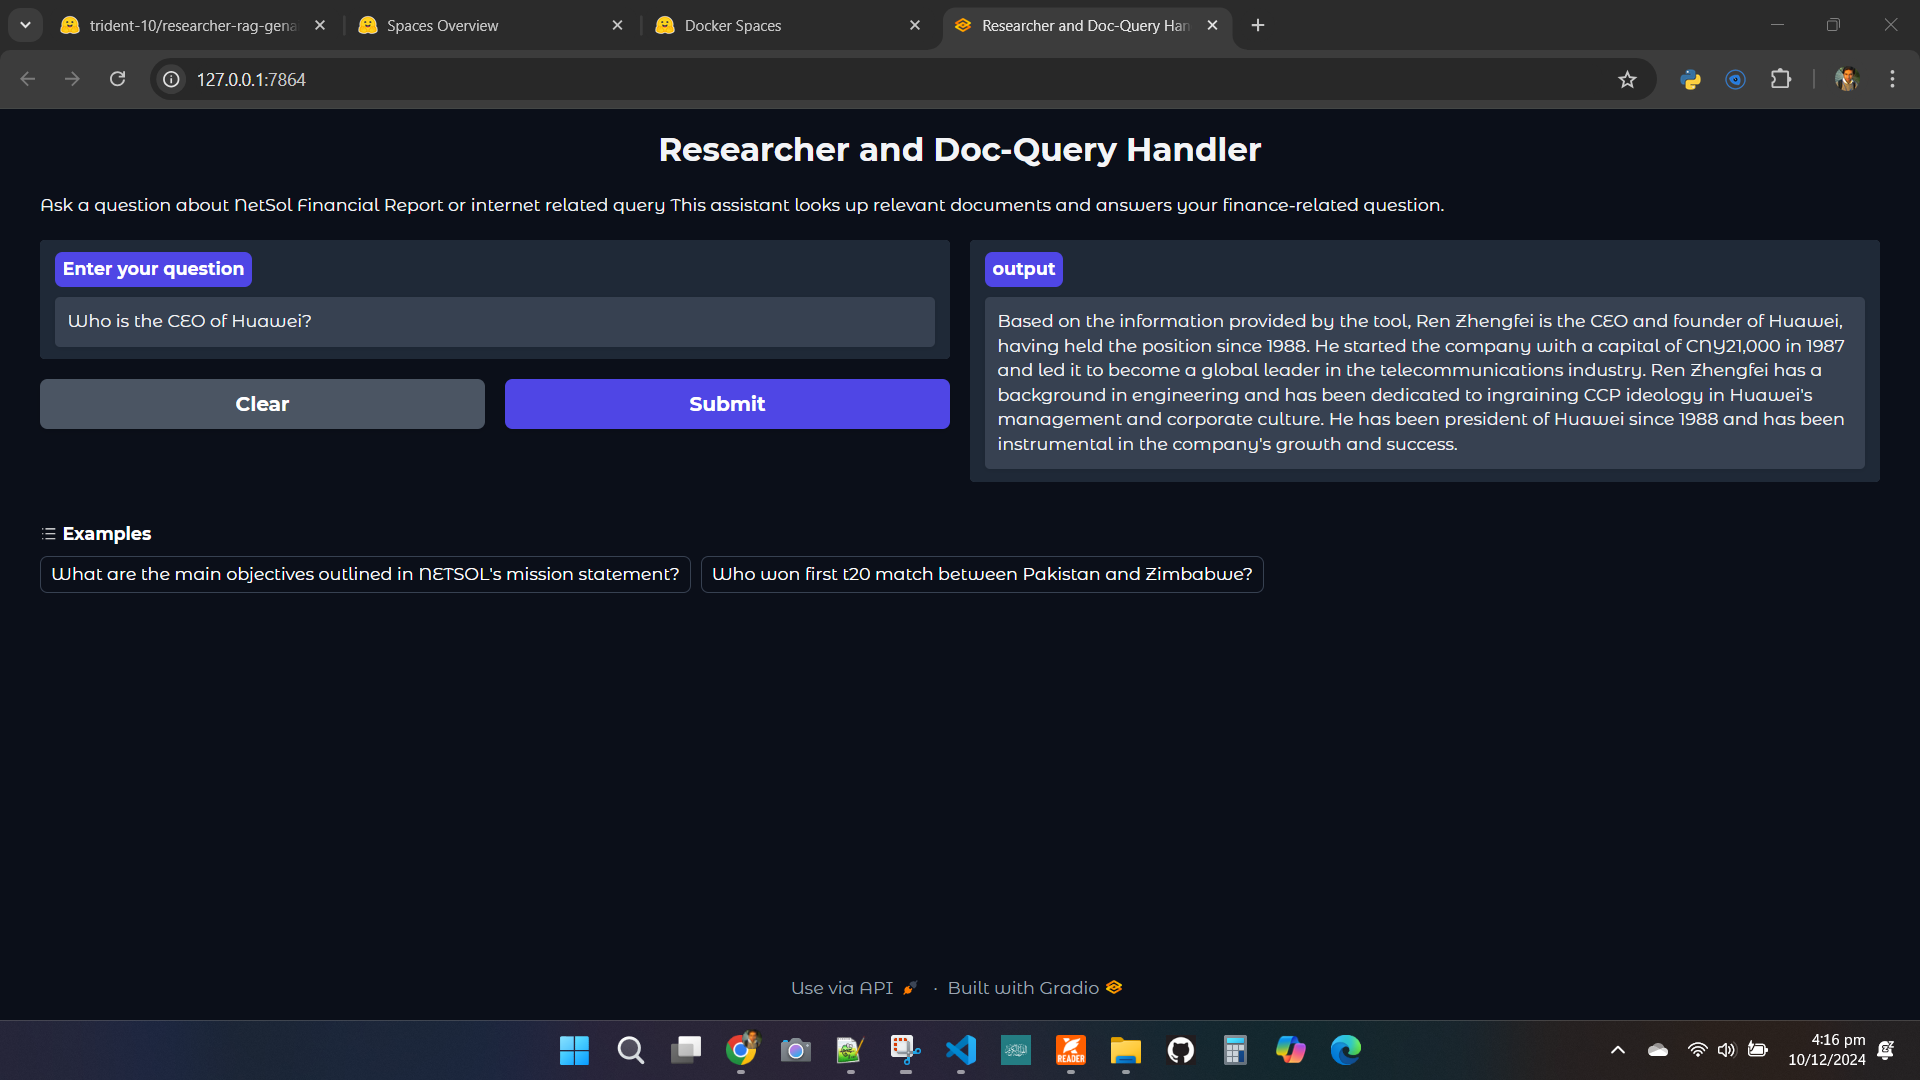 trident-10/researcher-rag-gena
Spaces Overview
Docker Spaces
Researcher and Doc-Query Han
127.0.0.1:7864
Researcher and Doc-Query Handler
Ask a question about NetSol Financial Report or internet related query This assistant looks up relevant documents and answers your finance-related question.
Enter your question
Who is the CEO of Huawei?
Clear
Submit
output
Based on the information provided by the tool, Ren Zhengfei is the CEO and founder of Huawei,
having held the position since 1988. He started the company with a capital of CNY21,000 in 1987
and led it to become a global leader in the telecommunications industry. Ren Zhengfei has a
background in engineering and has been dedicated to ingraining CCP ideology in Huawei's
management and corporate culture. He has been president of Huawei since 1988 and has been
instrumental in the company's growth and success.
Examples
What are the main objectives outlined in NETSOL's mission statement?
Who won first t20 match between Pakistan and Zimbabwe?
Use via API · Built with Gradio
READER
4:16 pm
10/12/2024